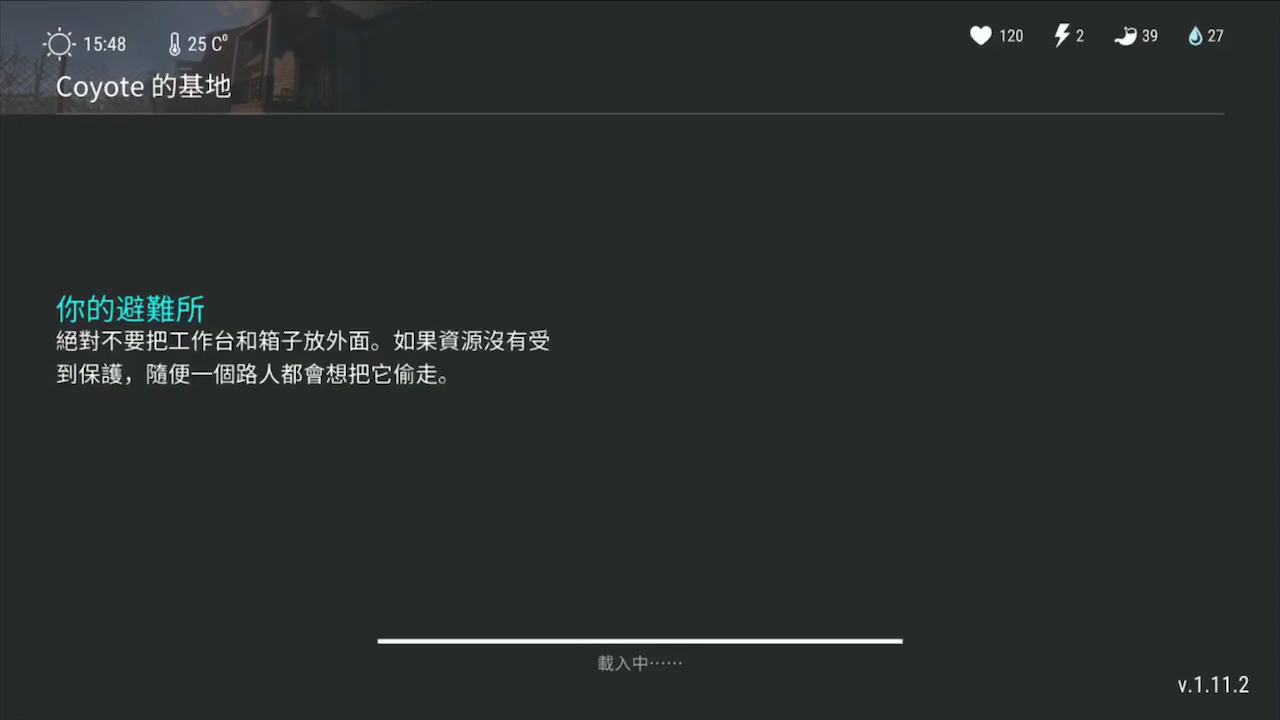 15:48 25 C°
120 2 39 27
Coyote 的基地
你的避難所
絕對不要把工作台和箱子放外面。如果資源沒有受
到保護，隨便一個路人都會想把它偷走。
載入中⋯⋯
v.1.11.2